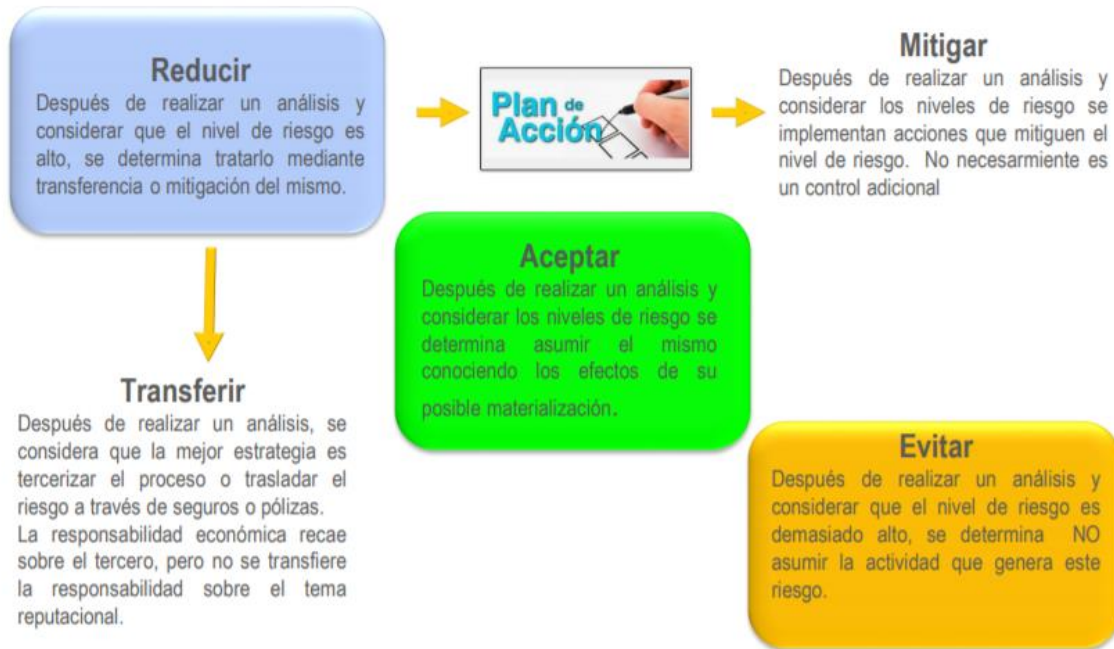 Reducir
Después de realizar un análisis y
considerar que el nivel de riesgo es
alto, se determina tratarlo mediante
transferencia o mitigación del mismo.
Plan de
Acción
Mitigar
Después de realizar un análisis y
considerar los niveles de riesgo se
implementan acciones que mitiguen el
nivel de riesgo. No necesarmiente es
un control adicional
Aceptar
Después de realizar un análisis y
considerar los niveles de riesgo se
determina asumir el mismo
conociendo los efectos de su
posible materialización.
Transferir
Después de realizar un análisis, se
considera que la mejor estrategia es
tercerizar el proceso o trasladar el
riesgo a través de seguros o pólizas.
La responsabilidad económica recae
sobre el tercero, pero no se transfiere
la responsabilidad sobre el tema
reputacional.
Evitar
Después de realizar un análisis y
considerar que el nivel de riesgo es
demasiado alto, se determina NO
asumir la actividad que genera este
riesgo.